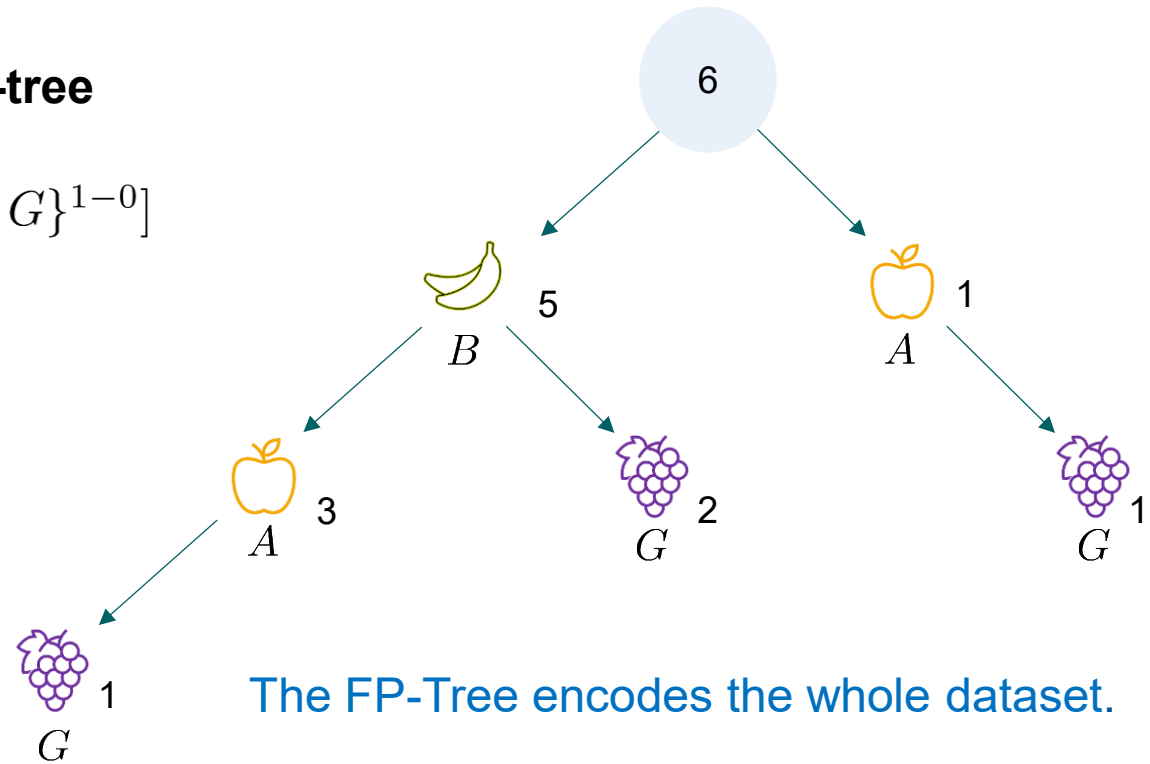 -tree
6
G}^{1-0}]
5
1
B
A
3
2
1
A
G
G
1
The FP-Tree encodes the whole dataset.
G